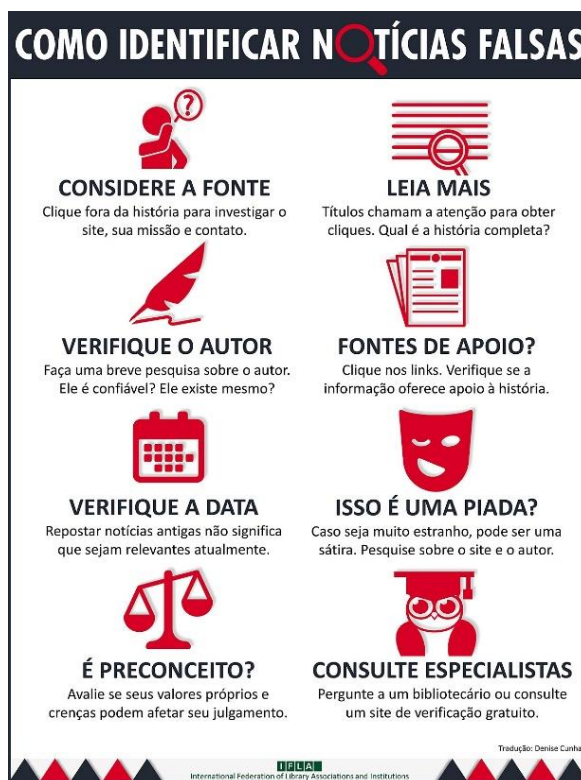 COMO IDENTIFICAR NOTÍCIAS FALSAS
?
CONSIDERE A FONTE
Clique fora da história para investigar o
site, sua missão e contato.
LEIA MAIS
Títulos chamam a atenção para obter
cliques. Qual é a história completa?
VERIFIQUE O AUTOR
Faça uma breve pesquisa sobre o autor.
Ele é confiável? Ele existe mesmo?
FONTES DE APOIO?
Clique nos links. Verifique se a
informação oferece apoio à história.
VERIFIQUE A DATA
Repostar notícias antigas não significa
que sejam relevantes atualmente.
ISSO É UMA PIADA?
Caso seja muito estranho, pode ser uma
sátira. Pesquise sobre o site e o autor.
É PRECONCEITO?
Avalie se seus valores próprios e
crenças podem afetar seu julgamento.
CONSULTE ESPECIALISTAS
Pergunte a um bibliotecário ou consulte
um site de verificação gratuito.
Tradução: Denise Cunha
IFLA
International Federation of Library Associations and Institutions